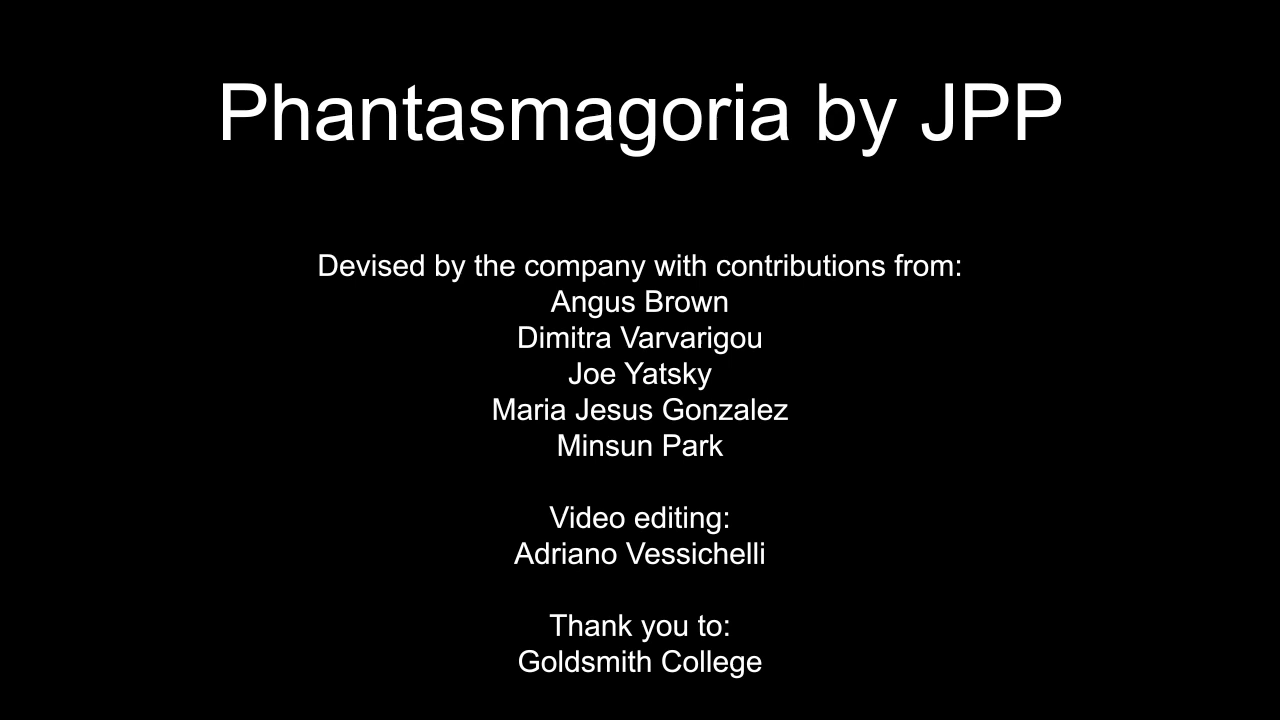 Phantasmagoria by JPP
Devised by the company with contributions from:
Angus Brown
Dimitra Varvarigou
Joe Yatsky
Maria Jesus Gonzalez
Minsun Park
Video editing:
Adriano Vessichelli
Thank you to:
Goldsmith College